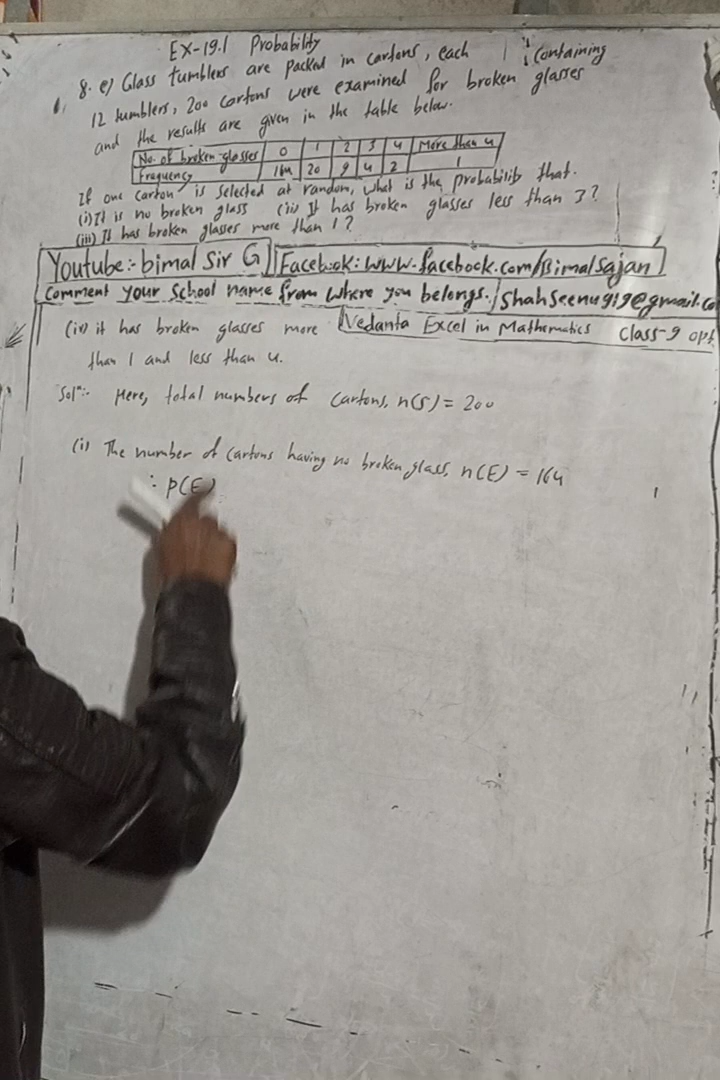 EX-19.1 Probability
8. e) Glass tumblers are packed in cartons, each containing
12 tumblers, 200 cartons were examined for broken glasses
and the results are given in the table below.
No. of broken glasses 0 1 2 3 4 More than 4
Frequency 164 20 9 4 2 1
If one carton is selected at random, what is the probability that.
(i) It is no broken glass (ii) It has broken glasses less than 3?
(iii) It has broken glasses more than 1?
Youtube:- bimal Sir G Facebook: www.facebook.com/BimalSajan
Comment your School name from where you belongs. shahseenu919@gmail.co
(iv) it has broken glasses more Vedanta Excel in Mathematics Class-9 opt
than 1 and less than 4.
Solⁿ:- Here, total numbers of cartons, n(S) = 200
(i) The number of cartons having no broken glass, n(E) = 164
∴ P(E)